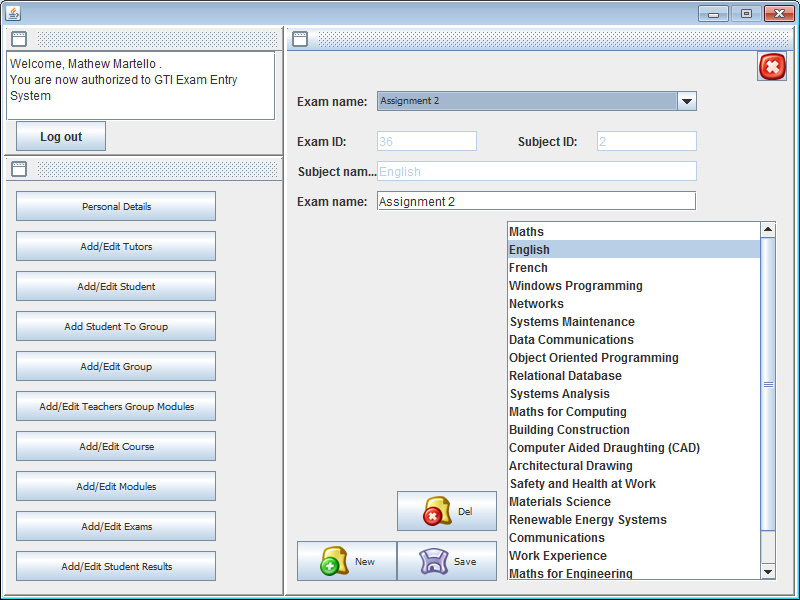 Welcome, Mathew Martello .
You are now authorized to GTI Exam Entry
System
Log out
Personal Details
Add/Edit Tutors
Add/Edit Student
Add Student To Group
Add/Edit Group
Add/Edit Teachers Group Modules
Add/Edit Course
Add/Edit Modules
Add/Edit Exams
Add/Edit Student Results
Exam name: Assignment 2
Exam ID: 36 Subject ID: 2
Subject nam... English
Exam name: Assignment 2
Maths
English
French
Windows Programming
Networks
Systems Maintenance
Data Communications
Object Oriented Programming
Relational Database
Systems Analysis
Maths for Computing
Building Construction
Computer Aided Draughting (CAD)
Architectural Drawing
Safety and Health at Work
Materials Science
Renewable Energy Systems
Communications
Work Experience
Maths for Engineering
Del
New
Save